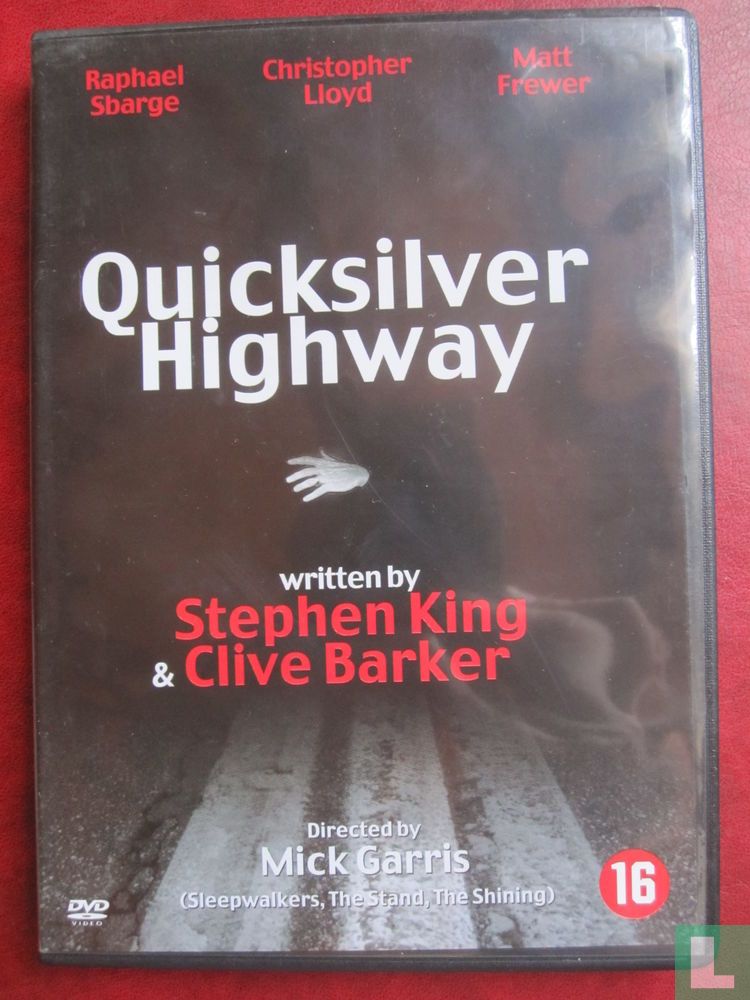 Raphael
Sbarge
Christopher
Lloyd
Matt
Frewer
Quicksilver
Highway
written by
Stephen King
& Clive Barker
Directed by
Mick Garris
(Sleepwalkers, The Stand, The Shining)
DVD
VIDEO
16
L